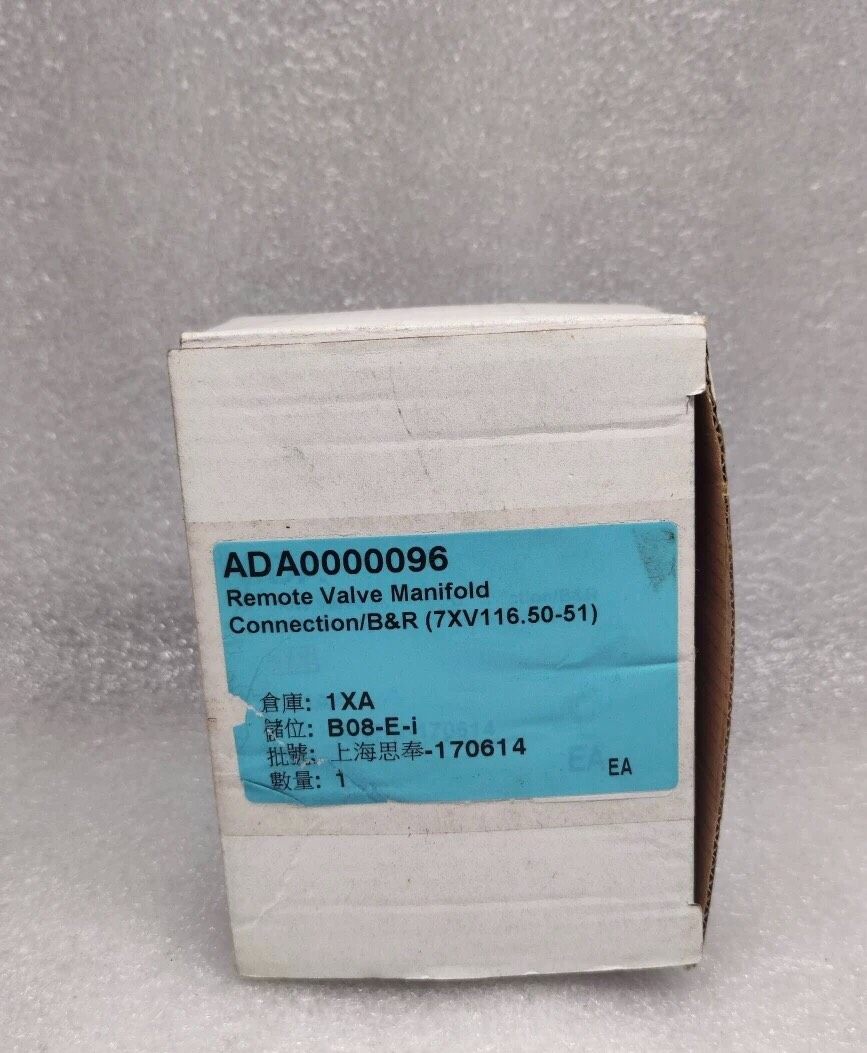 ADA0000096
Remote Valve Manifold
Connection/B&R (7XV116.50-51)
倉庫: 1XA
儲位: B08-E-i
批號: 上海思奉-170614
數量: 1
EA